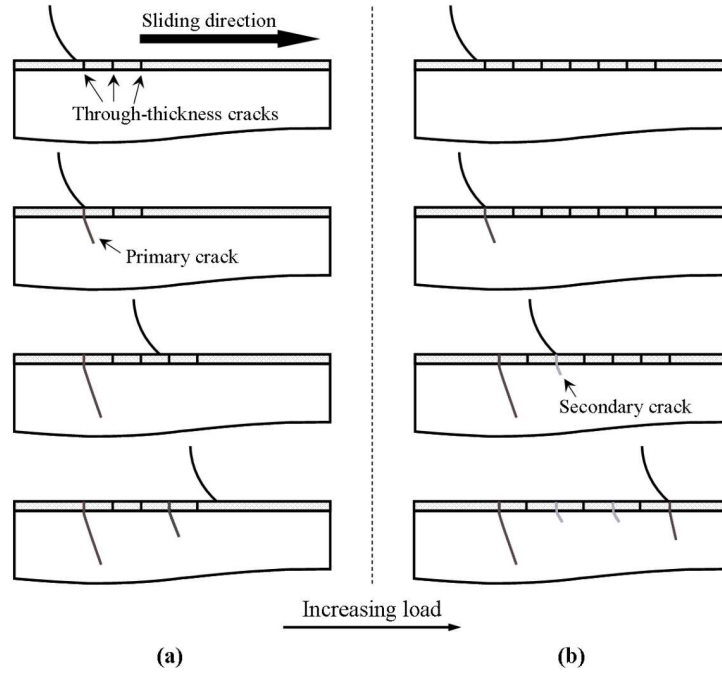 Sliding direction
Through-thickness cracks
Primary crack
Secondary crack
Increasing load
(a)
(b)